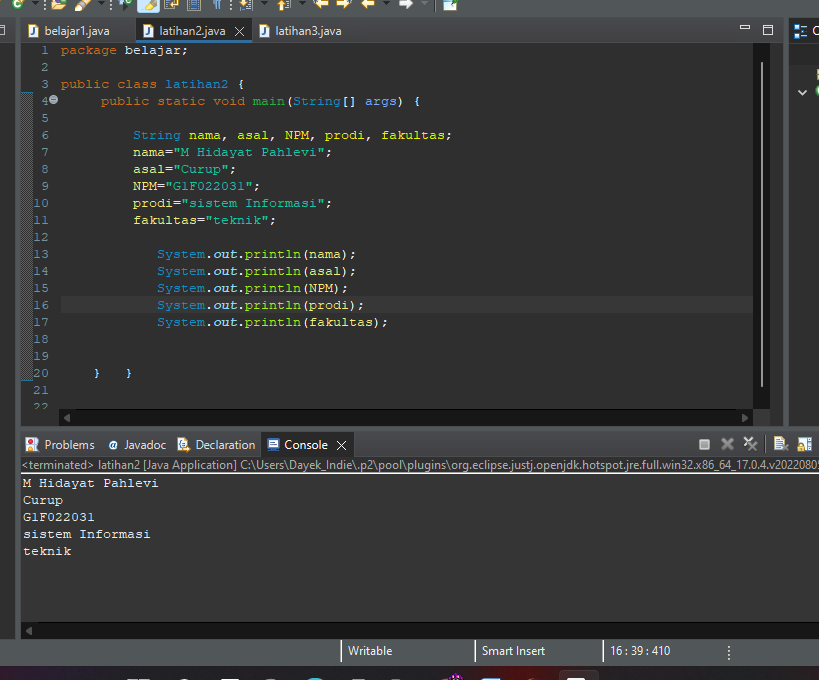 belajar1.java latihan2.java latihan3.java
1 package belajar;
2
3 public class latihan2 {
4 public static void main(String[] args) {
5
6 String nama, asal, NPM, prodi, fakultas;
7 nama="M Hidayat Pahlevi";
8 asal="Curup";
9 NPM="G1F022031";
10 prodi="sistem Informasi";
11 fakultas="teknik";
12
13 System.out.println(nama);
14 System.out.println(asal);
15 System.out.println(NPM);
16 System.out.println(prodi);
17 System.out.println(fakultas);
18
19
20 } }
21
22
Problems Javadoc Declaration Console
<terminated> latihan2 [Java Application] C:\Users\Dayek_Indie\.p2\pool\plugins\org.eclipse.justj.openjdk.hotspot.jre.full.win32.x86_64_17.0.4.v2022080
M Hidayat Pahlevi
Curup
G1F022031
sistem Informasi
teknik
Writable Smart Insert 16 : 39 : 410